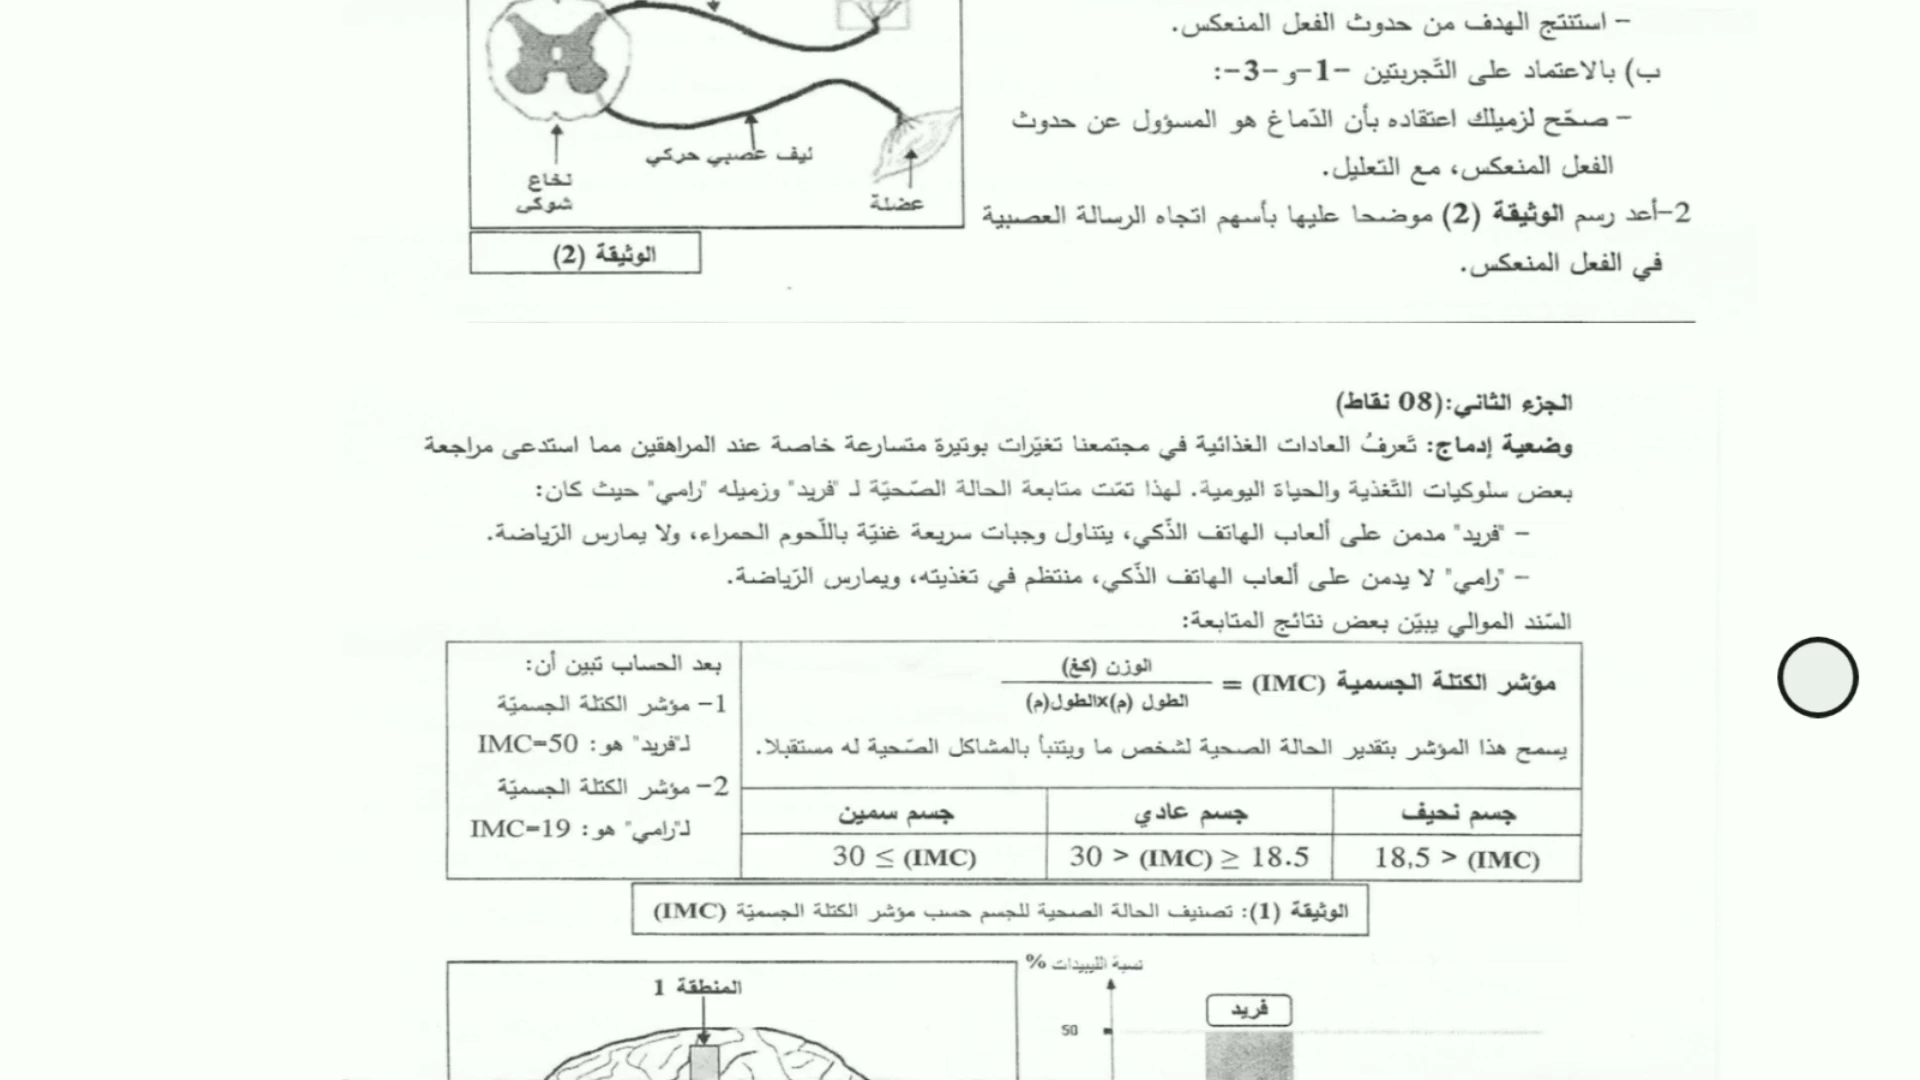 – استنتج الهدف من حدوث الفعل المنعكس.
ب) بالاعتماد على التّجربتين -1-و-3-:
– صحّح لزميلك اعتقاده بأن الدّماغ هو المسؤول عن حدوث
الفعل المنعكس، مع التعليل.
2-أعد رسم الوثيقة (2) موضحا عليها بأسهم اتجاه الرسالة العصبية
في الفعل المنعكس.
ليف عصبي حركي
نخاع
شوكي
عضلة
الوثيقة (2)
الجزء الثاني:(08 نقاط)
وضعية إدماج: تَعرفُ العادات الغذائية في مجتمعنا تغيّرات بوتيرة متسارعة خاصة عند المراهقين مما استدعى مراجعة
بعض سلوكيات التّغذية والحياة اليومية. لهذا تمّت متابعة الحالة الصّحيّة لـ "فريد" وزميله "رامي" حيث كان:
– "فريد" مدمن على ألعاب الهاتف الذّكي، يتناول وجبات سريعة غنيّة باللّحوم الحمراء، ولا يمارس الرّياضة.
– "رامي" لا يدمن على ألعاب الهاتف الذّكي، منتظم في تغذيته، ويمارس الرّياضة.
السّند الموالي يبيّن بعض نتائج المتابعة:
مؤشر الكتلة الجسمية (IMC) = الوزن (كغ)
الطول (م)xالطول(م)
يسمح هذا المؤشر بتقدير الحالة الصحية لشخص ما ويتنبأ بالمشاكل الصّحية له مستقبلا.
جسم نحيف جسم عادي جسم سمين
18,5 > (IMC) 30 > (IMC) ≥ 18.5 30 ≤ (IMC)
بعد الحساب تبين أن:
1- مؤشر الكتلة الجسميّة
لـ"فريد" هو: IMC=50
2- مؤشر الكتلة الجسميّة
لـ"رامي" هو: IMC=19
الوثيقة (1): تصنيف الحالة الصحية للجسم حسب مؤشر الكتلة الجسميّة (IMC)
نسبة الليبيدات %
فريد
50
المنطقة 1